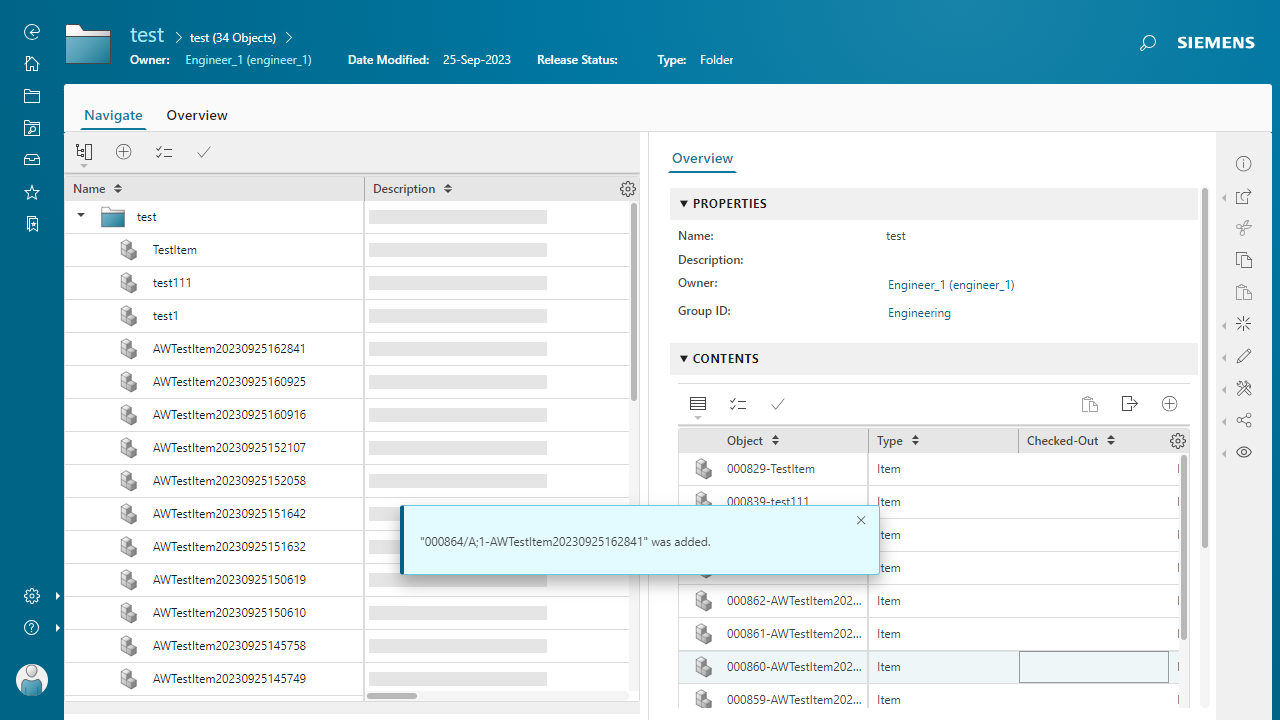 test
test (34 Objects)
Owner: Engineer_1 (engineer_1) Date Modified: 25-Sep-2023 Release Status: Type: Folder
SIEMENS
Navigate Overview
Name Description
test
TestItem
test111
test1
AWTestItem20230925162841
AWTestItem20230925160925
AWTestItem20230925160916
AWTestItem20230925152107
AWTestItem20230925152058
AWTestItem20230925151642
AWTestItem20230925151632
AWTestItem20230925150619
AWTestItem20230925150610
AWTestItem20230925145758
AWTestItem20230925145749
Overview
PROPERTIES
Name: test
Description:
Owner: Engineer_1 (engineer_1)
Group ID: Engineering
CONTENTS
Object Type Checked-Out
000829-TestItem Item
000839-test111 Item
Item
Item
000862-AWTestItem202... Item
000861-AWTestItem202... Item
000860-AWTestItem202... Item
000859-AWTestItem202... Item
"000864/A;1-AWTestItem20230925162841" was added.